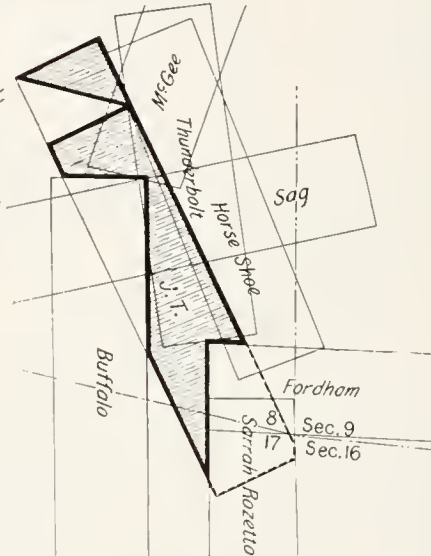 McGee
Thunderbolt
Horse Shoe
Sag
J.T.
Buffalo
Fordham
8
Sec. 9
17
Sec. 16
Sarrah Rozetto